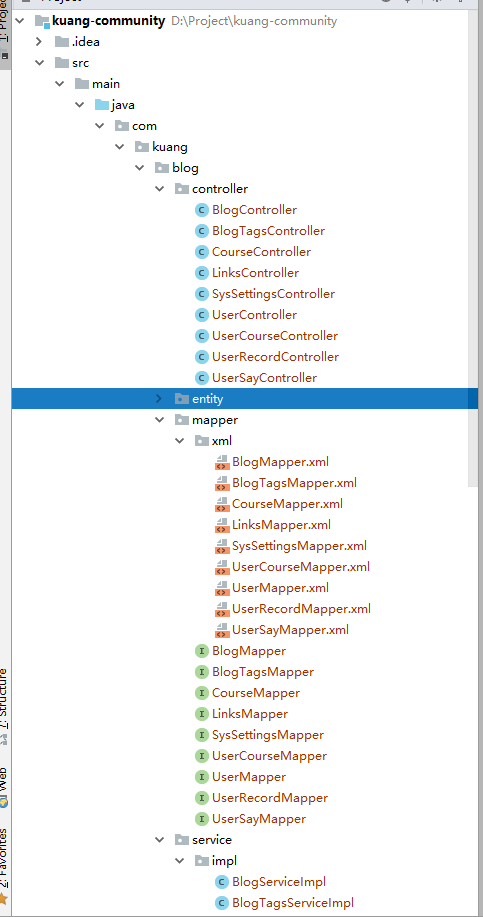 kuang-community D:\Project\kuang-community
.idea
src
main
java
com
kuang
blog
controller
BlogController
BlogTagsController
CourseController
LinksController
SysSettingsController
UserController
UserCourseController
UserRecordController
UserSayController
entity
mapper
xml
BlogMapper.xml
BlogTagsMapper.xml
CourseMapper.xml
LinksMapper.xml
SysSettingsMapper.xml
UserCourseMapper.xml
UserMapper.xml
UserRecordMapper.xml
UserSayMapper.xml
BlogMapper
BlogTagsMapper
CourseMapper
LinksMapper
SysSettingsMapper
UserCourseMapper
UserMapper
UserRecordMapper
UserSayMapper
service
impl
BlogServiceImpl
BlogTagsServiceImpl
7: Structure
Web
2: Favorites